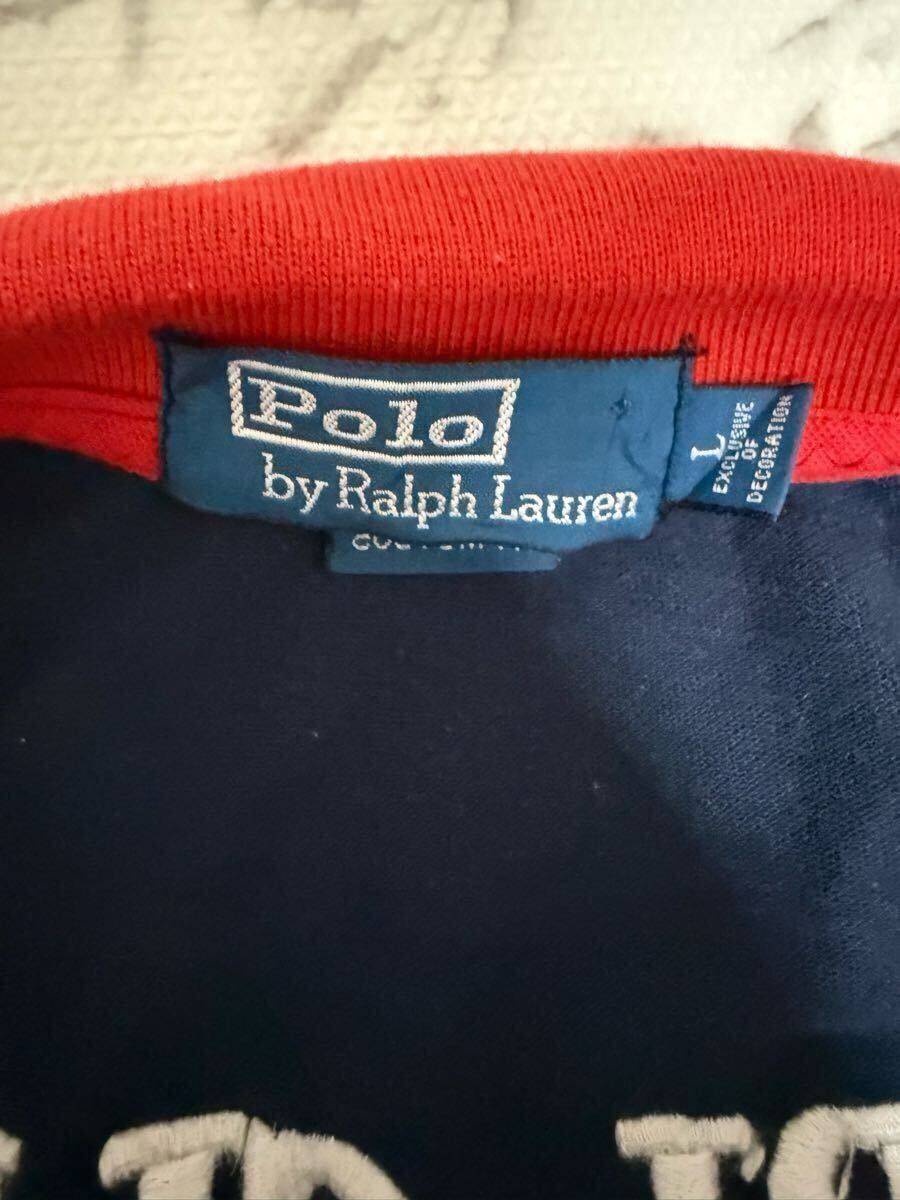 Polo
by Ralph Lauren
L
EXCLUSIVE
OF
DECORATION